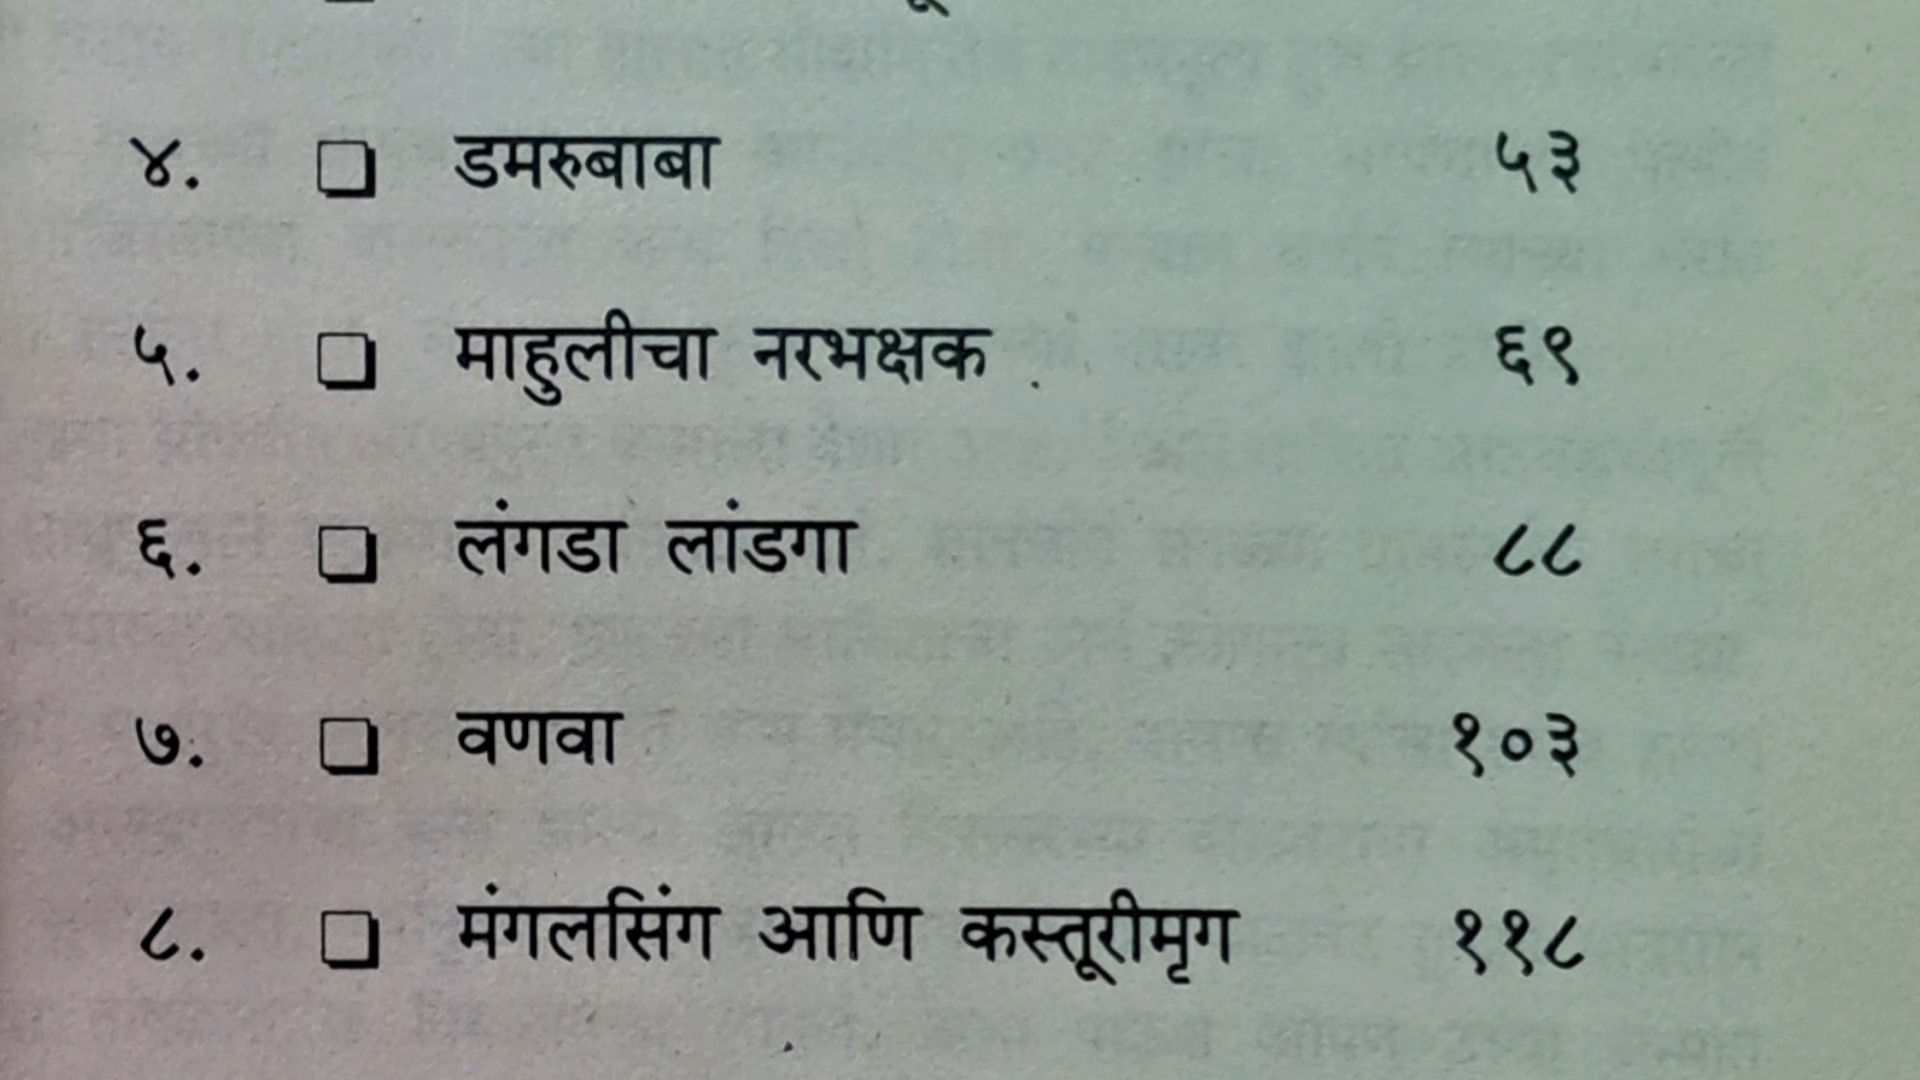 ४. ❏ डमरुबाबा ५३
५. ❏ माहुलीचा नरभक्षक ६९
६. ❏ लंगडा लांडगा ८८
७. ❏ वणवा १०३
८. ❏ मंगलसिंग आणि कस्तूरीमृग ११८